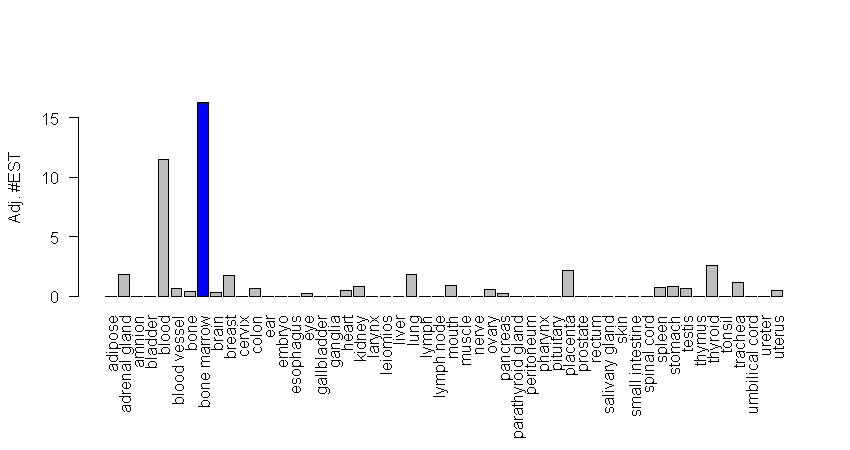 Adj. #EST
15
10
5
0
adipose
adrenal gland
amnion
bladder
blood
blood vessel
bone
bone marrow
brain
breast
cervix
colon
ear
embryo
esophagus
eye
gallbladder
ganglia
heart
kidney
larynx
leiomios
liver
lung
lymph
lymph node
mouth
muscle
nerve
ovary
pancreas
parathyroid gland
peritoneum
pharynx
pituitary
placenta
prostate
rectum
salivary gland
skin
small intestine
spinal cord
spleen
stomach
testis
thymus
thyroid
tonsil
trachea
umbilical cord
ureter
uterus